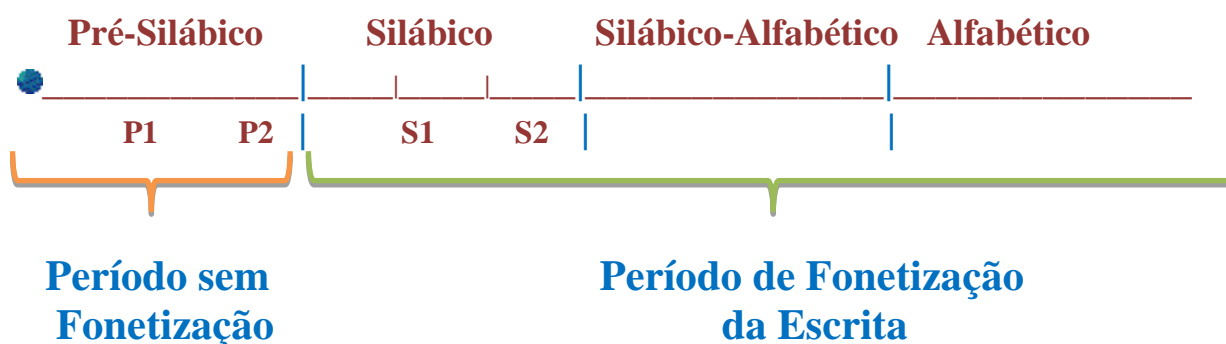 Pré-Silábico Silábico Silábico-Alfabético Alfabético
P1 P2 S1 S2
Período sem Período de Fonetização
Fonetização da Escrita